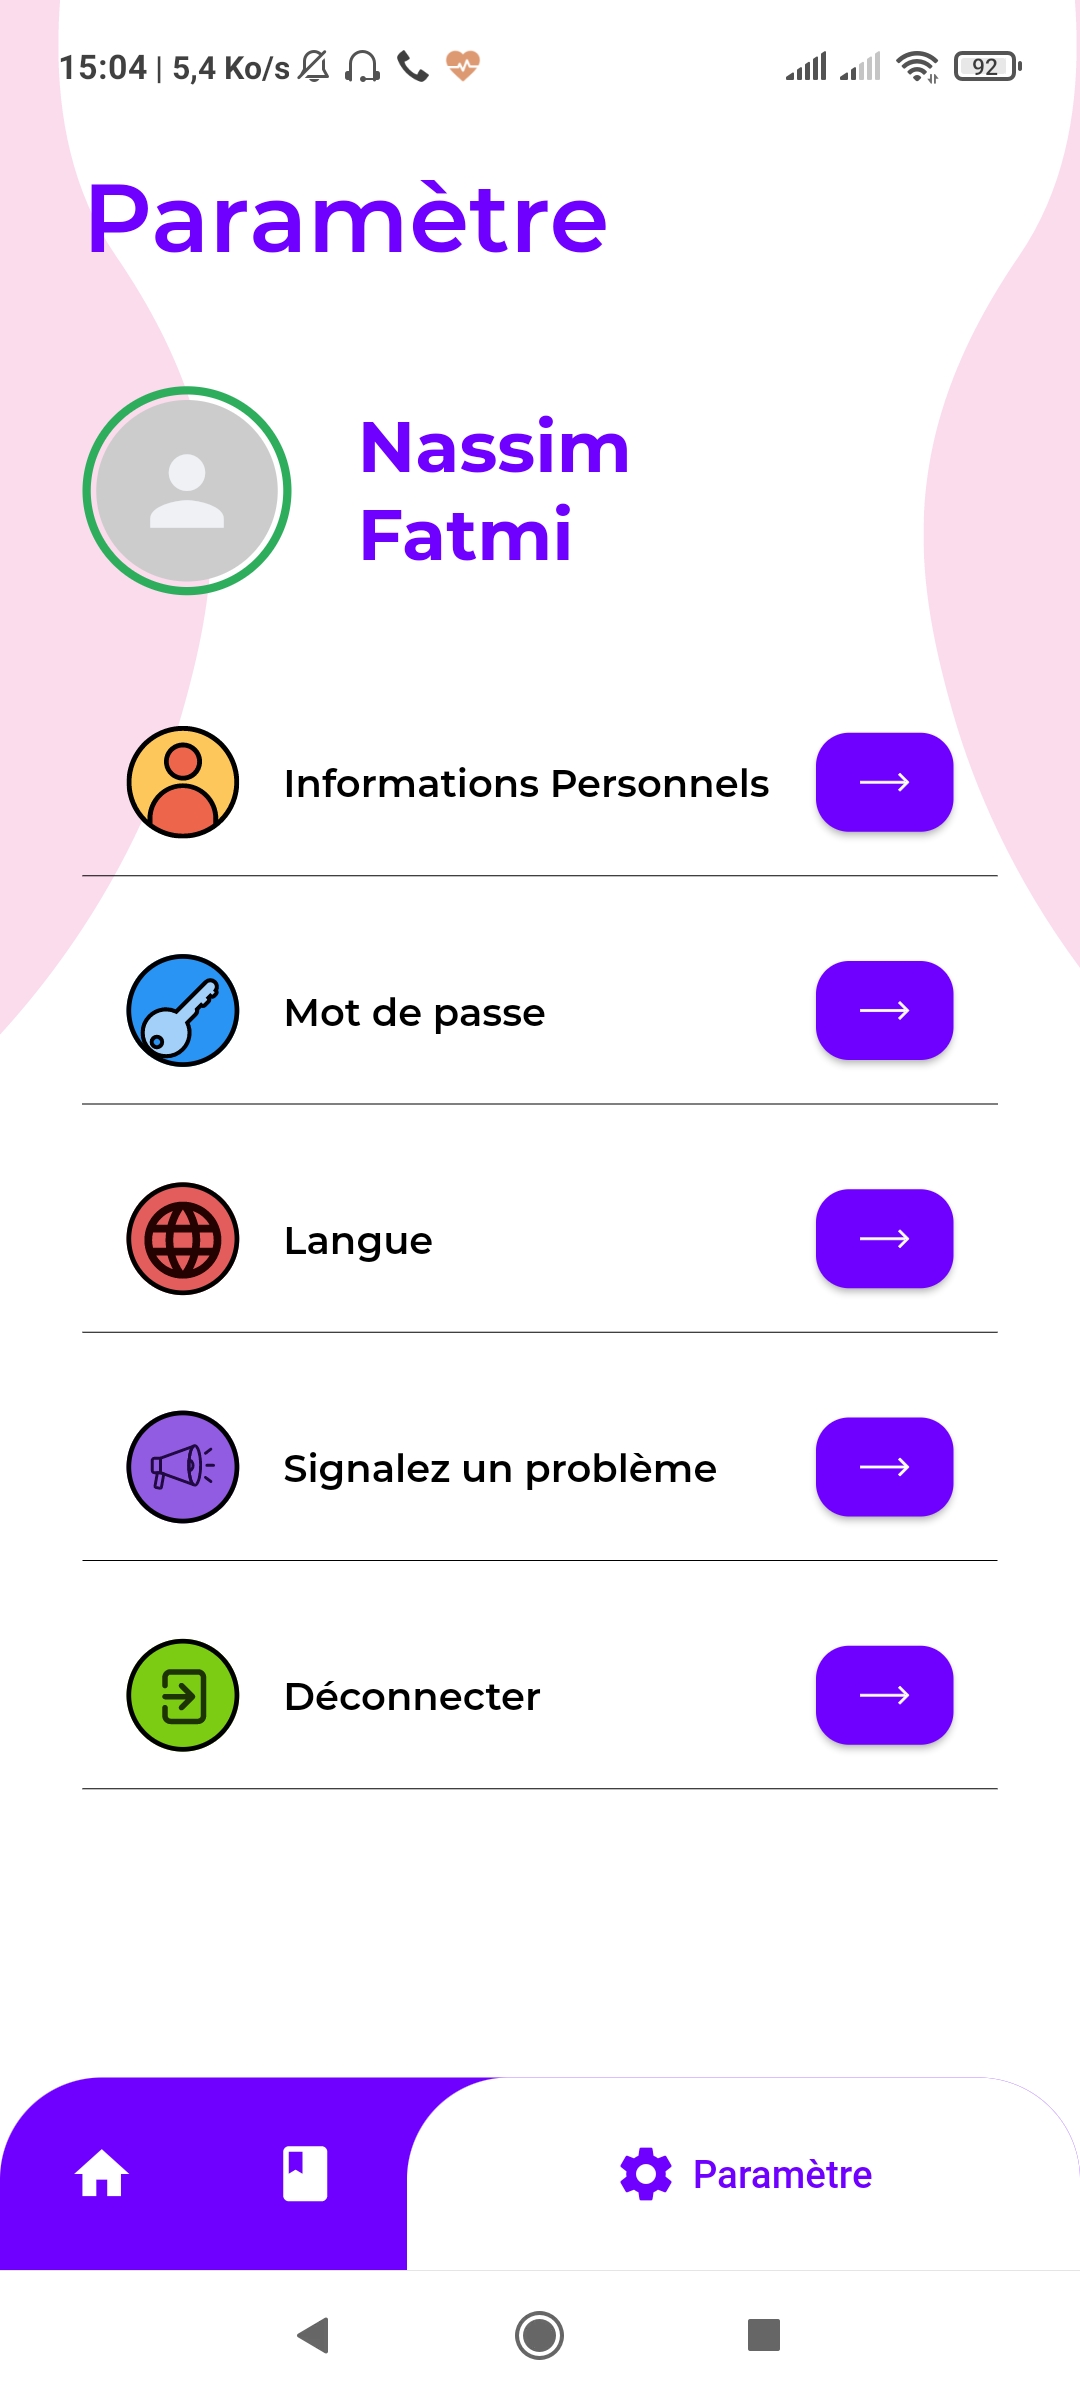 15:04 | 5,4 Ko/s
92
Paramètre
Nassim
Fatmi
Informations Personnels
Mot de passe
Langue
Signalez un problème
Déconnecter
Paramètre